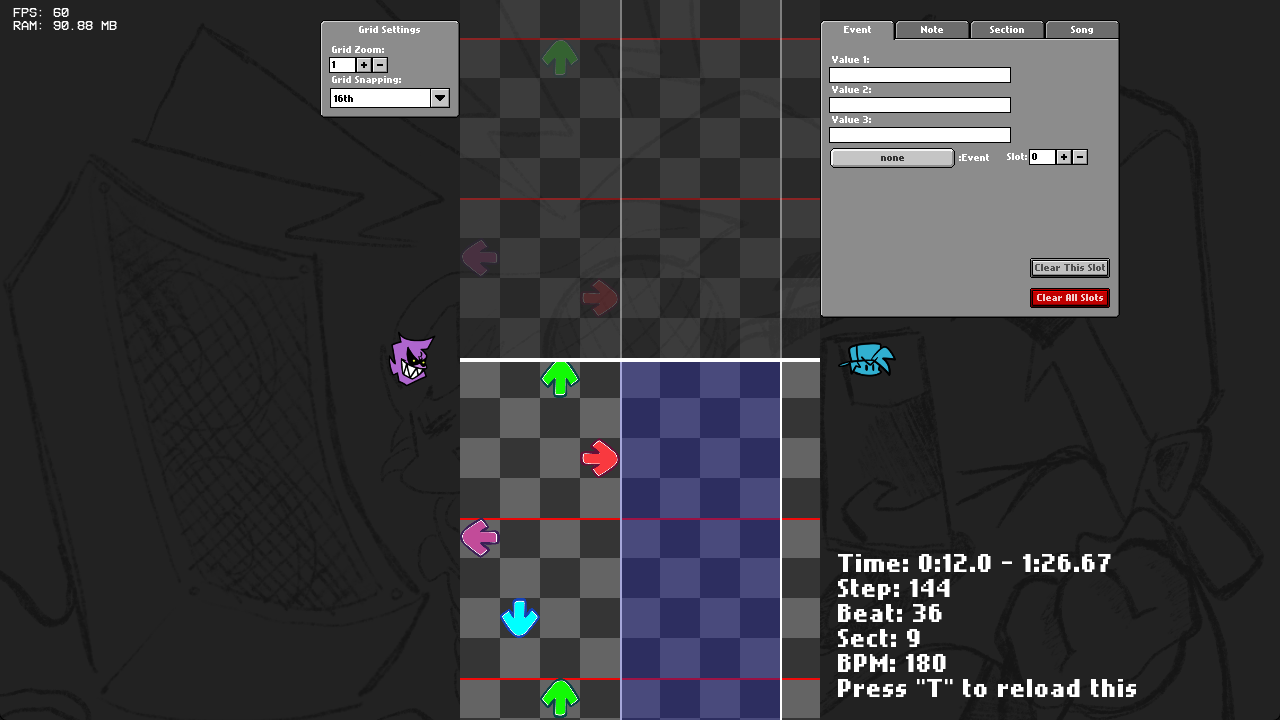 FPS: 60
RAM: 90.88 MB
Grid Settings
Grid Zoom:
1 + -
Grid Snapping:
16th
Event Note Section Song
Value 1:
Value 2:
Value 3:
none :Event Slot: 0 + -
Clear This Slot
Clear All Slots
Time: 0:12.0 - 1:26.67
Step: 144
Beat: 36
Sect: 9
BPM: 180
Press "T" to reload this